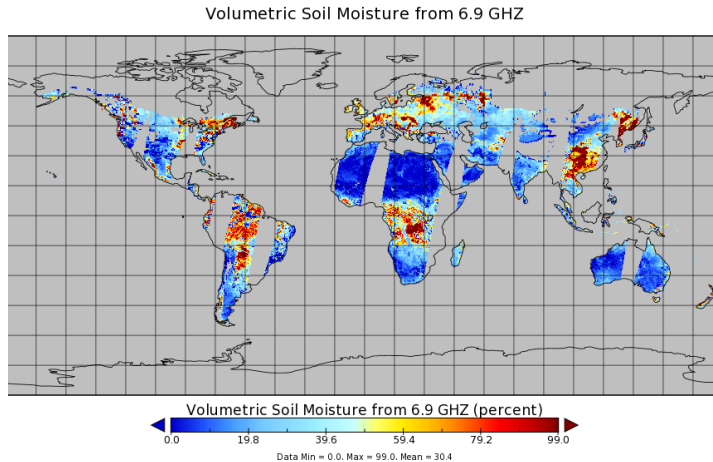 Volumetric Soil Moisture from 6.9 GHZ
Volumetric Soil Moisture from 6.9 GHZ (percent)
0.0 19.8 39.6 59.4 79.2 99.0
Data Min = 0.0, Max = 99.0, Mean = 30.4